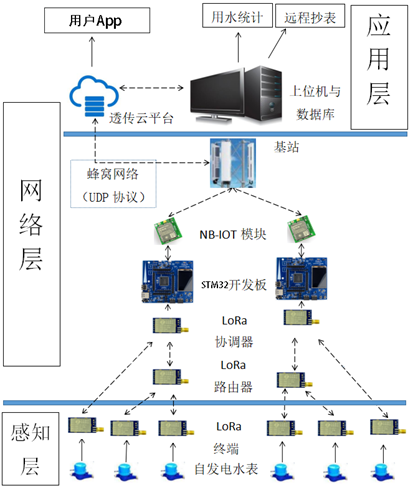 用户App
用水统计
远程抄表
应用层
透传云平台
上位机与
数据库
网络层
基站
蜂窝网络
（UDP 协议）
NB-IOT 模块
STM32开发板
LoRa
协调器
LoRa
路由器
感知层
LoRa
终端
自发电水表